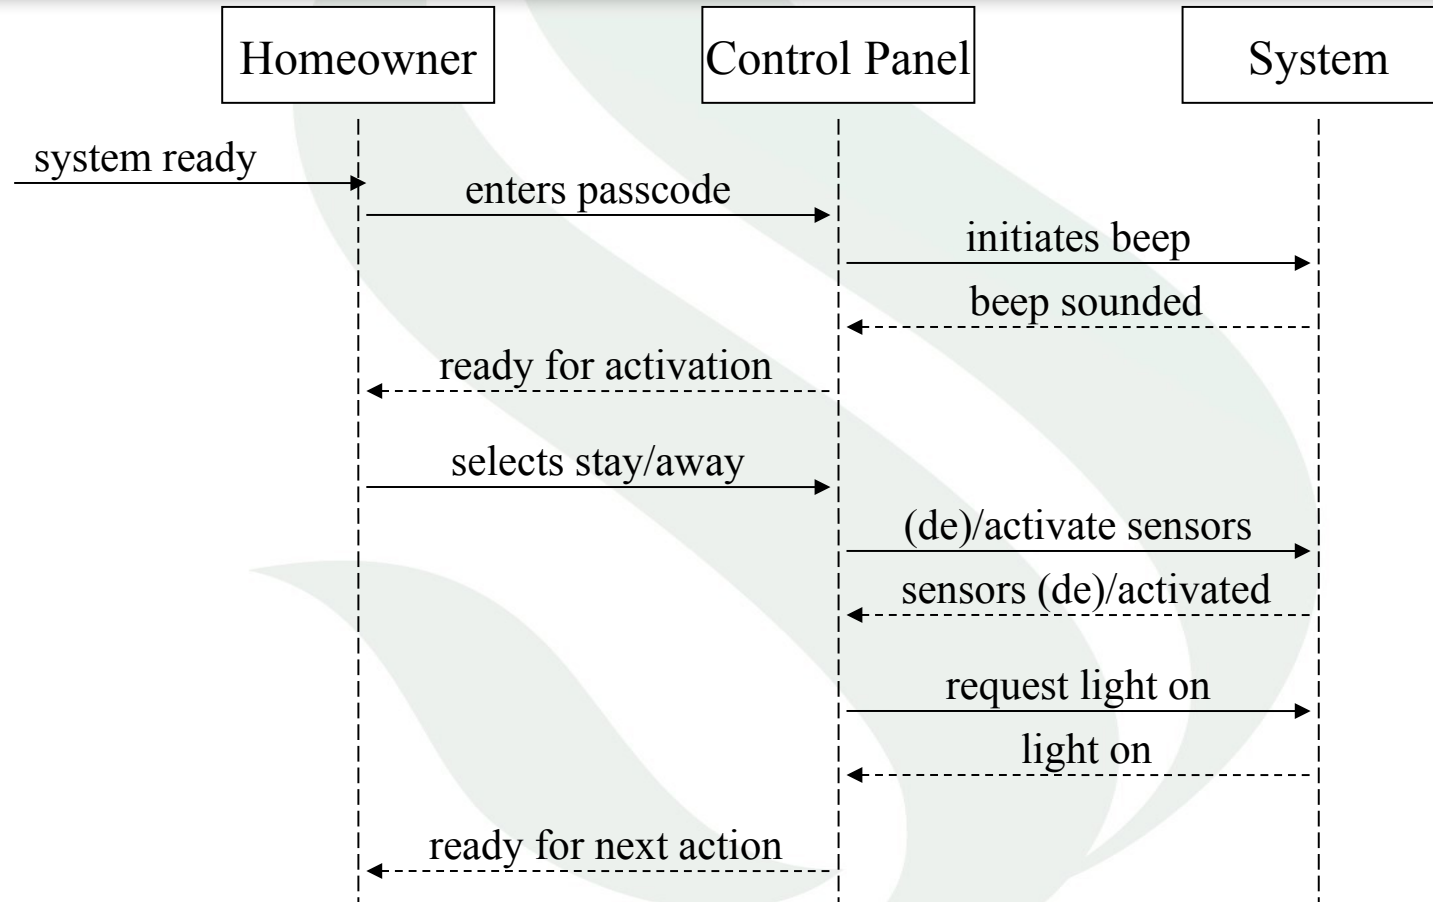 Homeowner
Control Panel
System
system ready
enters passcode
initiates beep
beep sounded
ready for activation
selects stay/away
(de)/activate sensors
sensors (de)/activated
request light on
light on
ready for next action